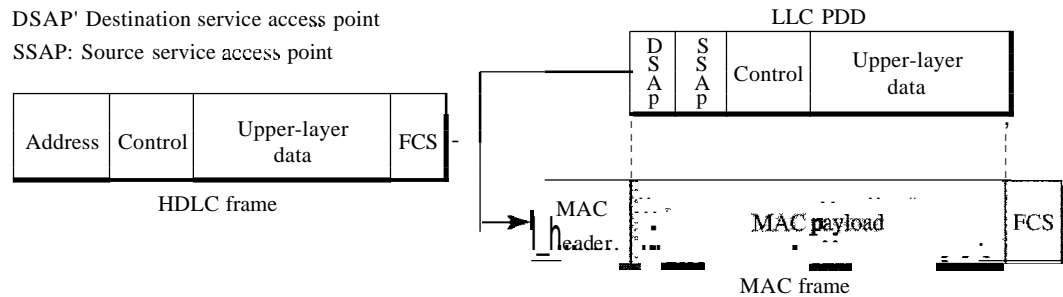 DSAP' Destination service access point
SSAP: Source service access point
LLC PDD
D
S
A
p
S
S
A
p
Control
Upper-layer
data
Address
Control
Upper-layer
data
FCS
HDLC frame
MAC
header.
MAC payload
FCS
MAC frame